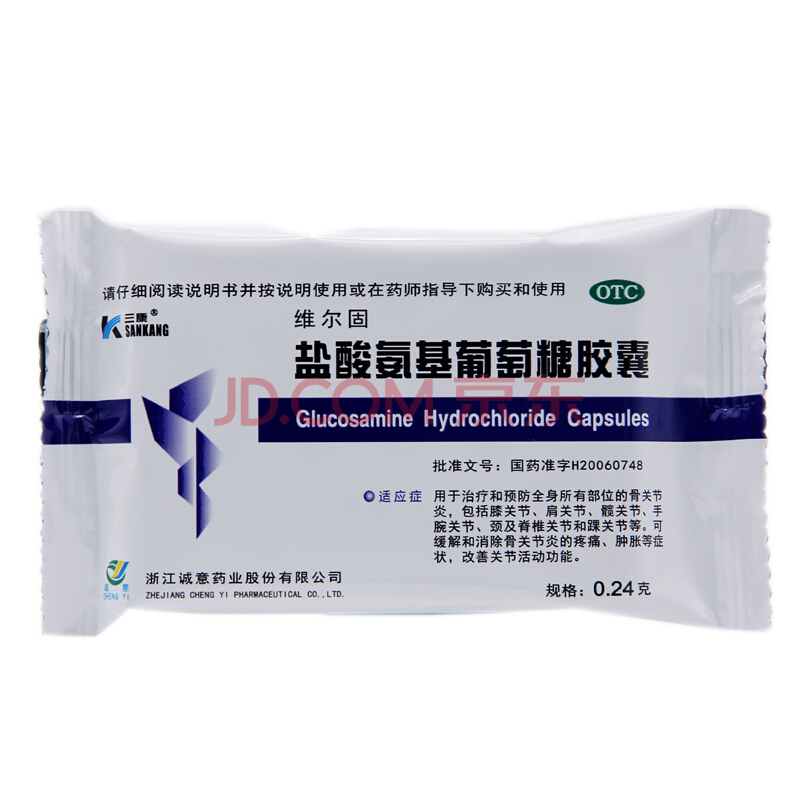 请仔细阅读说明书并按说明使用或在药师指导下购买和使用
OTC
三康®
SANKANG
维尔固
盐酸氨基葡萄糖胶囊
JD.COM 京东
Glucosamine Hydrochloride Capsules
批准文号：国药准字H20060748
适应症 用于治疗和预防全身所有部位的骨关节
炎，包括膝关节、肩关节、髋关节、手
腕关节、颈及脊椎关节和踝关节等。可
缓解和消除骨关节炎的疼痛、肿胀等症
状，改善关节活动功能。
诚意
CHENG YI
浙江诚意药业股份有限公司
ZHEJIANG CHENG YI PHARMACEUTICAL CO.,LTD.
规格：0.24克